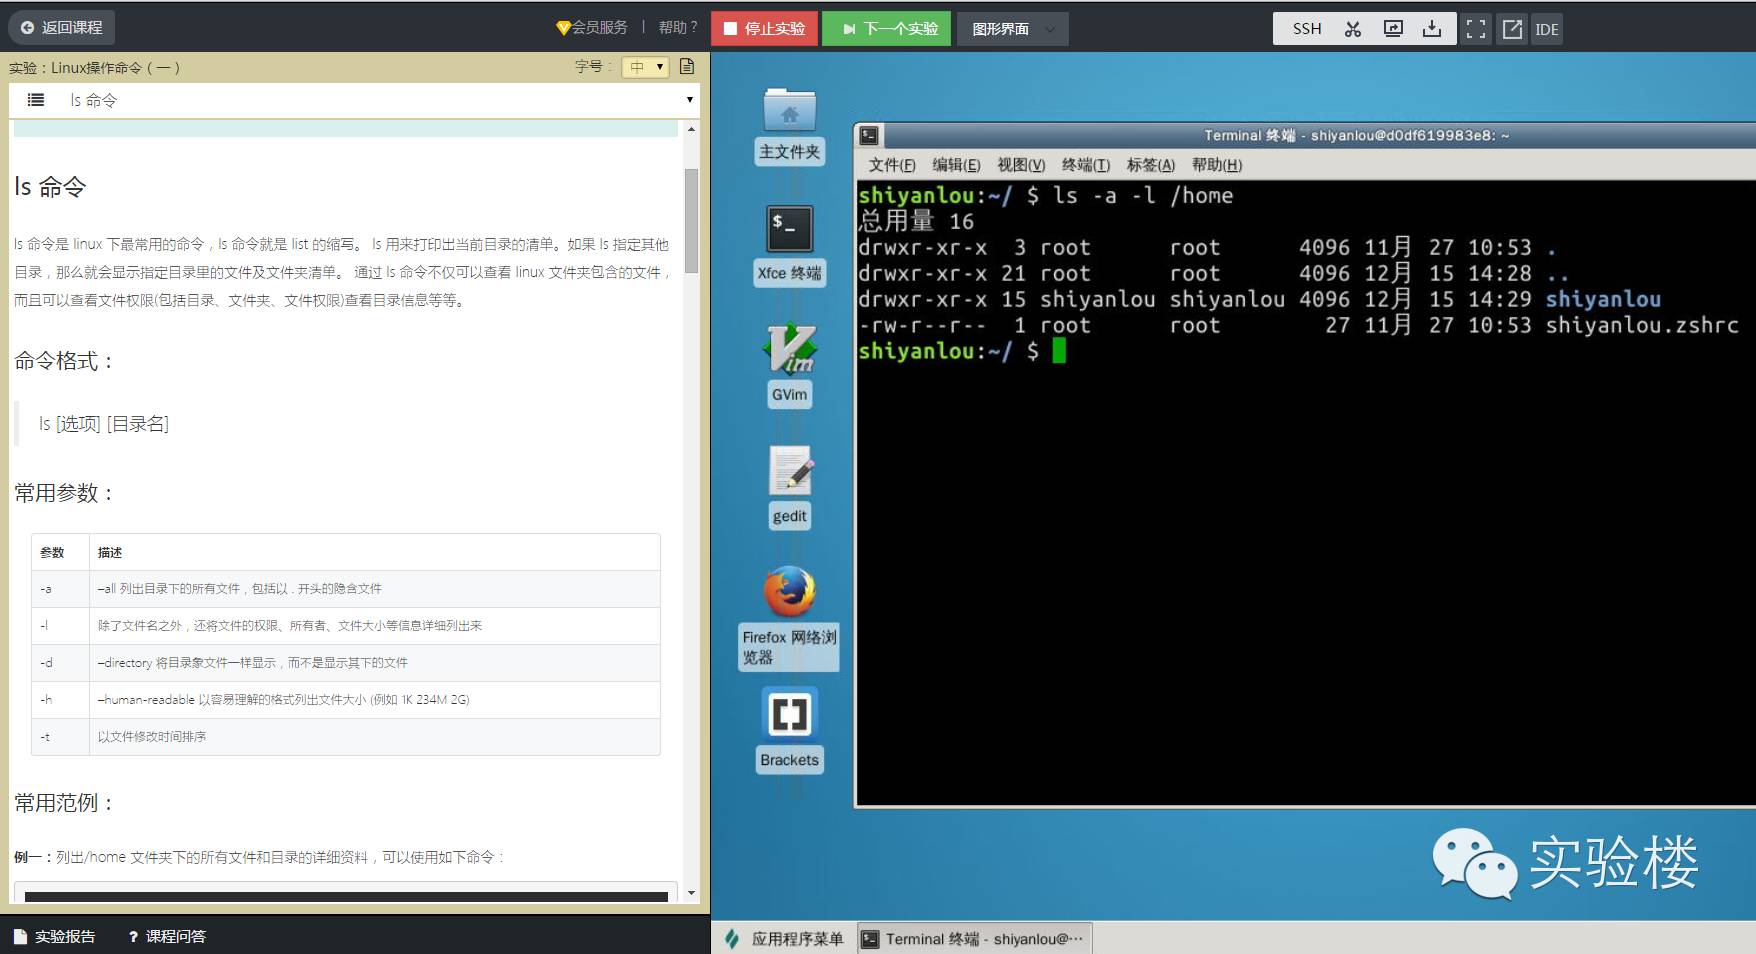 返回课程
会员服务 | 帮助 ?
停止实验
下一个实验
图形界面
SSH
IDE
实验：Linux操作命令（一）
字号：
中
ls 命令
ls 命令
ls 命令是 linux 下最常用的命令，ls 命令就是 list 的缩写。 ls 用来打印出当前目录的清单。如果 ls 指定其他
目录，那么就会显示指定目录里的文件及文件夹清单。 通过 ls 命令不仅可以查看 linux 文件夹包含的文件，
而且可以查看文件权限(包括目录、文件夹、文件权限)查看目录信息等等。
命令格式：
ls [选项] [目录名]
常用参数：
参数 描述
-a –all 列出目录下的所有文件，包括以 . 开头的隐含文件
-l 除了文件名之外，还将文件的权限、所有者、文件大小等信息详细列出来
-d –directory 将目录象文件一样显示，而不是显示其下的文件
-h –human-readable 以容易理解的格式列出文件大小 (例如 1K 234M 2G)
-t 以文件修改时间排序
常用范例：
例一：列出/home 文件夹下的所有文件和目录的详细资料，可以使用如下命令：
实验报告
? 课程问答
主文件夹
$_
Xfce 终端
Vim
GVim
gedit
Firefox 网络浏
览器
Brackets
Terminal 终端 - shiyanlou@d0df619983e8: ~
文件(F) 编辑(E) 视图(V) 终端(T) 标签(A) 帮助(H)
shiyanlou:~/ $ ls -a -l /home
总用量 16
drwxr-xr-x 3 root root 4096 11月 27 10:53 .
drwxr-xr-x 21 root root 4096 12月 15 14:28 ..
drwxr-xr-x 15 shiyanlou shiyanlou 4096 12月 15 14:29 shiyanlou
-rw-r--r-- 1 root root 27 11月 27 10:53 shiyanlou.zshrc
shiyanlou:~/ $
实验楼
应用程序菜单
Terminal 终端 - shiyanlou@···